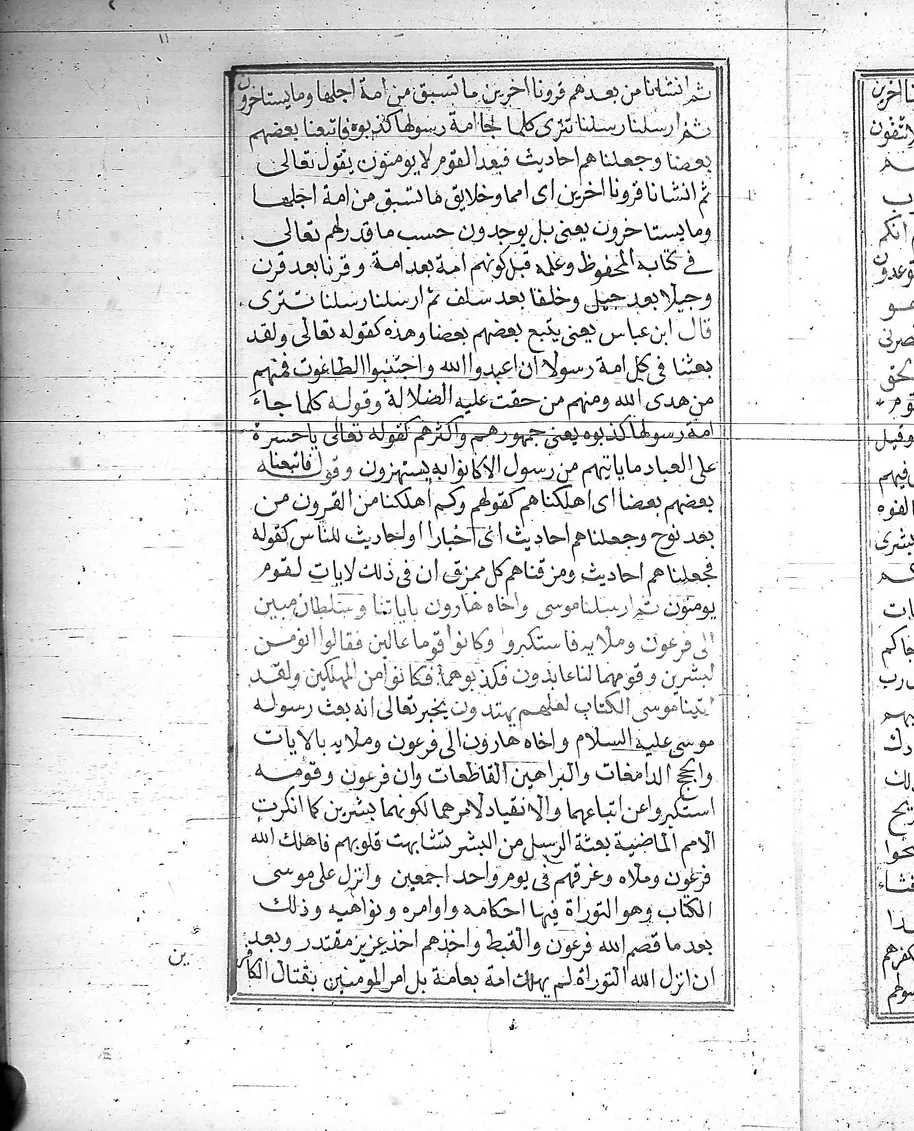 ١١
ثم انشانا من بعدهم قرونا اخرين ما تسبق من امة اجلها وما يستاخرون
ثم ارسلنا رسلنا تترى كلما جا امة رسولها كذبوه فاتبعنا بعضهم
بعضا وجعلناهم احاديث فبعدا لقوم لا يومنون يقول تعالى
ثم انشانا قرونا اخرين اى امما وخلايق ما تسبق من امة اجلها
وما يستاخرون يعنى بل يوجدون حسب ما قدر لهم تعالى
فى كتابه المحفوظ وعلمه قبل كونهم امة بعد امة وقرنا بعد قرن
وجيلا بعد جيل وخلفا بعد سلف ثم ارسلنا رسلنا تترى
قال ابن عباس يعنى يتبع بعضهم بعضا وهذه كقوله تعالى ولقد
بعثنا فى كل امة رسولا ان اعبدوا الله واجتنبوا الطاغوت فمنهم
من هدى الله ومنهم من حقت عليه الضلالة وقوله كلما جاء
امة رسولها كذبوه يعنى جمهورهم واكثرهم كقوله تعالى ياحسرة
على العباد ما ياتيهم من رسول الا كانوا به يستهزون وقوله فاتبعنا
بعضهم بعضا اى اهلكناهم كقولهم وكم اهلكنا من القرون من
بعد نوح وجعلناهم احاديث اى اخبارا واحاديث للناس كقوله
فجعلناهم احاديث ومزقناهم كل ممزق ان فى ذلك لايات لقوم
يومنون ثم ارسلنا موسى واخاه هارون باياتنا وسلطان مبين
الى فرعون وملايه فاستكبروا وكانوا قوما عالين فقالوا انومن
لبشرين وقومهما لنا عابدون فكذبوهما فكانوا من المهلكين ولقد
اتينا موسى الكتاب لعلهم يهتدون يخبر تعالى انه بعث رسوله
موسى عليه السلام واخاه هارون الى فرعون وملايه بالايات
والحجج الدامغات والبراهين القاطعات وان فرعون وقومه
استكبروا عن اتباعهما والانقياد لامرهما لكونهما بشرين كما انكرت
الامم الماضية بعثة الرسل من البشر تشابهت قلوبهم فاهلك الله
فرعون وملاه وغرقهم فى يوم واحد اجمعين وانزل على موسى
الكتاب وهو التوراة فيها احكامه واوامره ونواهيه وذلك
بعد ما قصم الله فرعون والقبط واخذهم اخذ عزيز مقتدر وبعد
ان انزل الله التوراة لم يهلك امة بعامة بل امر المومنين بقتال الكافر
ين